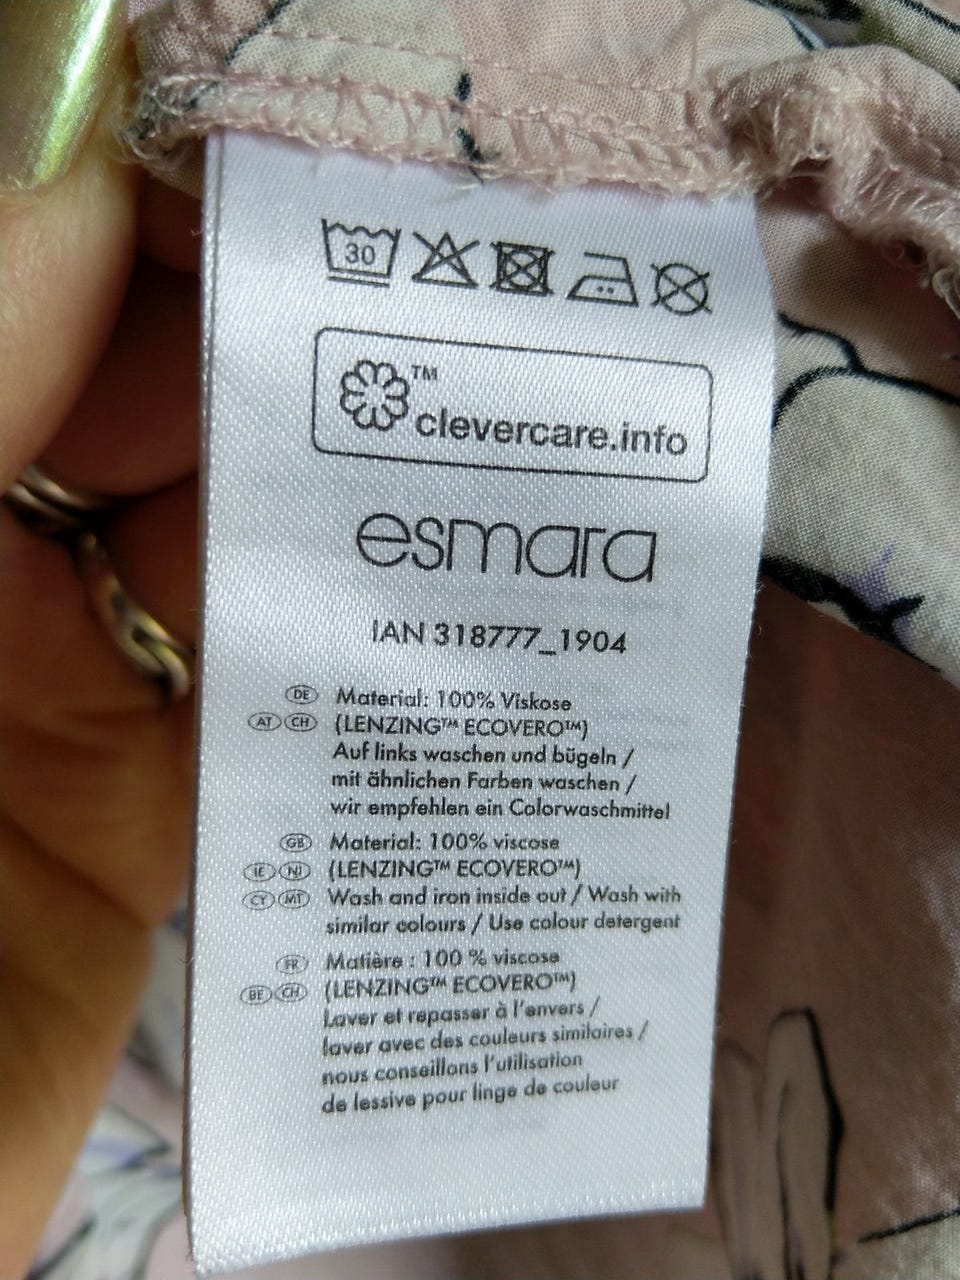 30
TM
clevercare.info
esmara
IAN 318777_1904
DE Material: 100% Viskose
AT CH (LENZING™ ECOVERO™)
Auf links waschen und bügeln /
mit ähnlichen Farben waschen /
wir empfehlen ein Colorwaschmittel
GB Material: 100% viscose
IE NI (LENZING™ ECOVERO™)
CY MT Wash and iron inside out / Wash with
similar colours / Use colour detergent
FR Matière : 100 % viscose
BE CH (LENZING™ ECOVERO™)
Laver et repasser à l'envers /
laver avec des couleurs similaires /
nous conseillons l'utilisation
de lessive pour linge de couleur